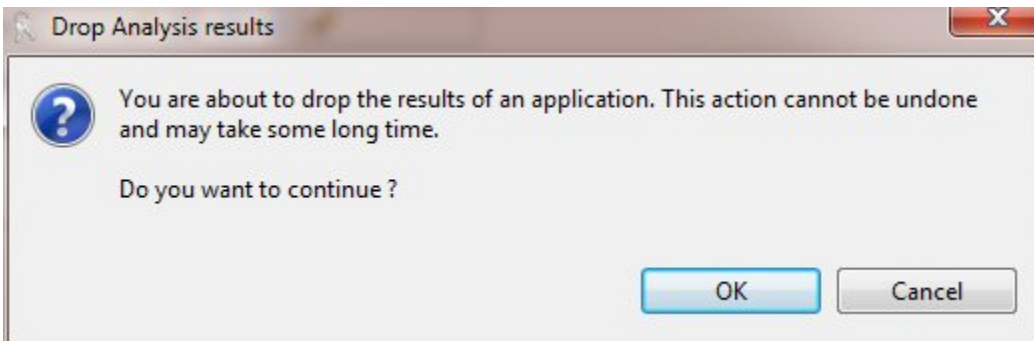 Drop Analysis results
You are about to drop the results of an application. This action cannot be undone
and may take some long time.
Do you want to continue ?
OK
Cancel